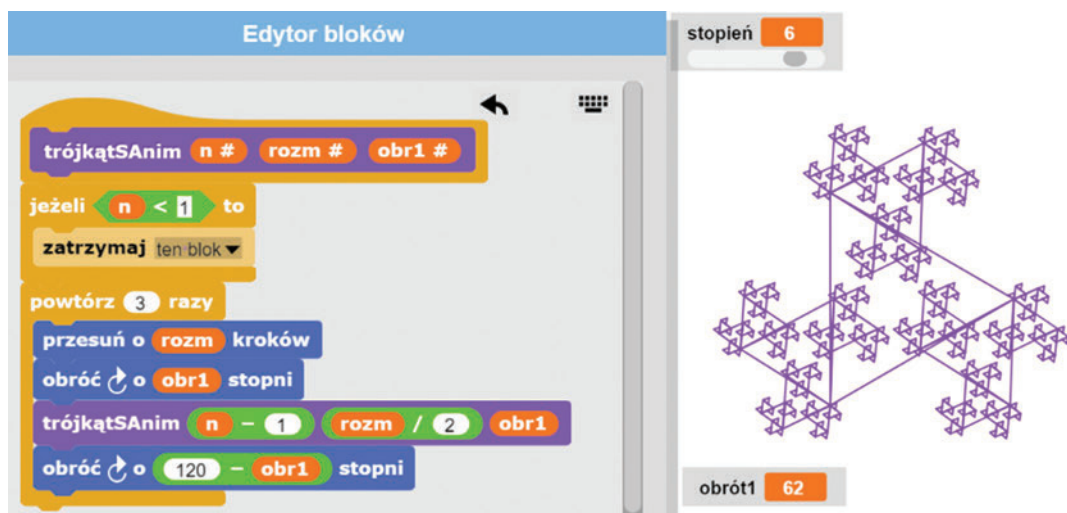 Edytor bloków
stopień 6
trójkątSAnim n # rozm # obr1 #
jeżeli n < 1 to
zatrzymaj ten blok
powtórz 3 razy
przesuń o rozm kroków
obróć o obr1 stopni
trójkątSAnim n - 1 rozm / 2 obr1
obróć o 120 - obr1 stopni
obrót1 62